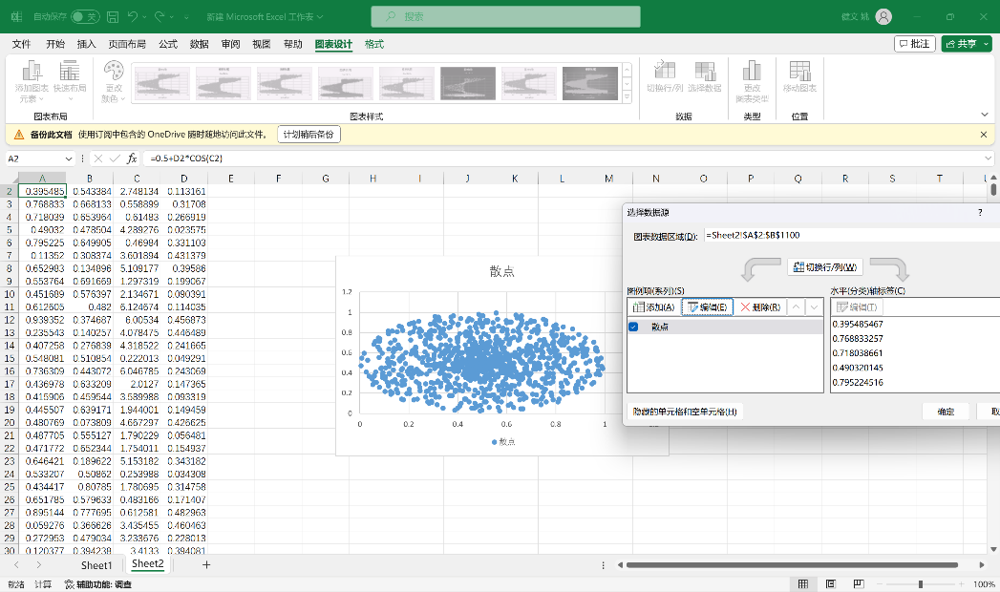 自动保存 关 新建 Microsoft Excel 工作表 搜索 健文 姚
文件 开始 插入 页面布局 公式 数据 审阅 视图 帮助 图表设计 格式 批注 共享
添加图表元素 快速布局 更改颜色 切换行/列 选择数据 更改图表类型 移动图表
图表布局 图表样式 数据 类型 位置
备份此文档 使用订阅中包含的 OneDrive 随时随地访问此文件。 计划稍后备份
A2 fx =0.5+D2*COS(C2)
A B C D E F G H I J K L M N O P Q R S T
2 0.395485 0.543384 2.748134 0.113161
3 0.768833 0.668133 0.558899 0.31708
4 0.718039 0.653964 0.61483 0.266919
5 0.49032 0.478504 4.289276 0.023575
6 0.795225 0.649905 0.46984 0.331103
7 0.11352 0.308374 3.601894 0.431379
8 0.652983 0.134896 5.109177 0.39586
9 0.553764 0.691669 1.297319 0.199067
10 0.451689 0.576397 2.134671 0.090391
11 0.612605 0.482 6.124674 0.114035
12 0.939352 0.374687 6.00534 0.456873
13 0.235543 0.140257 4.078475 0.446489
14 0.407258 0.276839 4.318522 0.241665
15 0.548081 0.510854 0.222013 0.049291
16 0.736309 0.443072 6.046785 0.243069
17 0.436978 0.633209 2.0127 0.147365
18 0.415906 0.459544 3.589988 0.093319
19 0.445507 0.639171 1.944001 0.149459
20 0.480769 0.073809 4.667297 0.426625
21 0.487705 0.555127 1.790229 0.056481
22 0.471772 0.652344 1.754011 0.154937
23 0.646421 0.189622 5.153182 0.343182
24 0.533207 0.50862 0.253988 0.034308
25 0.434417 0.80785 1.780695 0.314758
26 0.651785 0.579633 0.483166 0.171407
27 0.895144 0.777695 0.612581 0.482963
28 0.059276 0.366626 3.435455 0.460463
29 0.272953 0.479034 3.233676 0.228013
30 0.120377 0.394238 3.4133 0.394081
散点
1.2
1
0.8
0.6
0.4
0.2
0
0 0.2 0.4 0.6 0.8 1
散点
选择数据源 ?
图表数据区域(D): =Sheet2!$A$2:$B$1100
切换行/列(W)
图例项(系列)(S) 水平(分类)轴标签(C)
添加(A) 编辑(E) 删除(R) 编辑(T)
散点
0.395485467
0.768833257
0.718038661
0.490320145
0.795224516
隐藏的单元格和空单元格(H) 确定 取
Sheet1 Sheet2
就绪 计算 辅助功能: 调查 100%